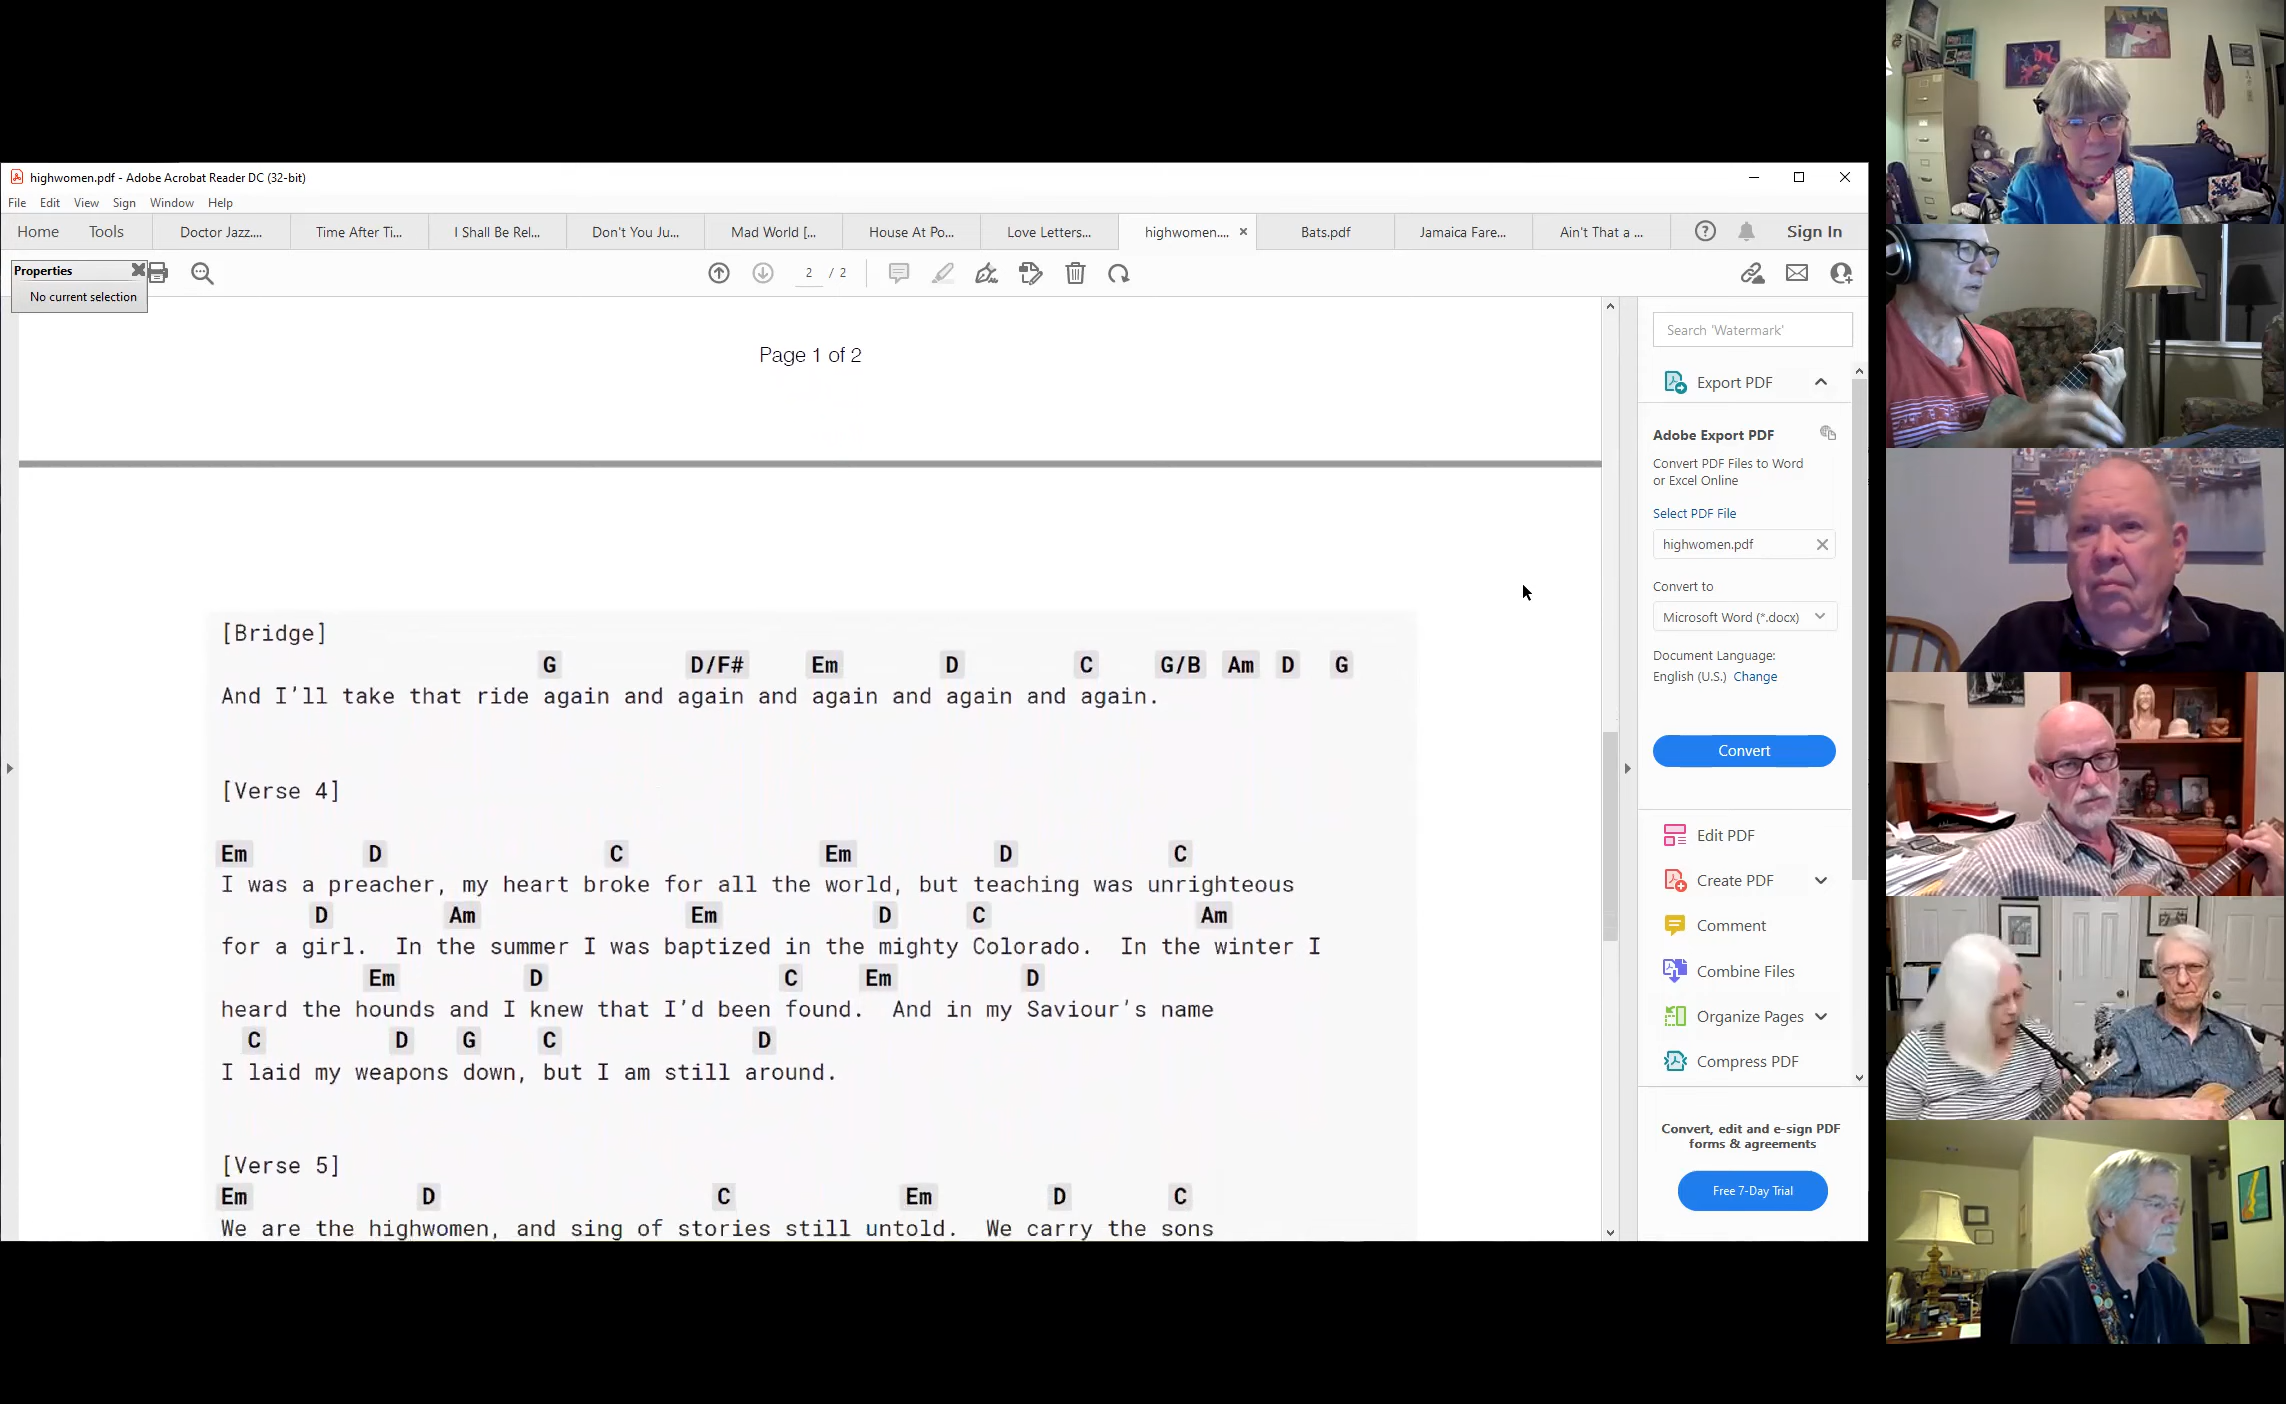 highwomen.pdf - Adobe Acrobat Reader DC (32-bit)
File Edit View Sign Window Help
Home Tools Doctor Jazz.... Time After Ti... I Shall Be Rel... Don't You Ju... Mad World [... House At Po... Love Letters... highwomen.... Bats.pdf Jamaica Fare... Ain't That a ... Sign In
Properties
No current selection
2 / 2
Page 1 of 2
[Bridge]
G D/F# Em D C G/B Am D G
And I'll take that ride again and again and again and again and again.
[Verse 4]
Em D C Em D C
I was a preacher, my heart broke for all the world, but teaching was unrighteous
D Am Em D C Am
for a girl. In the summer I was baptized in the mighty Colorado. In the winter I
Em D C Em D
heard the hounds and I knew that I'd been found. And in my Saviour's name
C D G C D
I laid my weapons down, but I am still around.
[Verse 5]
Em D C Em D C
We are the highwomen, and sing of stories still untold. We carry the sons
Search 'Watermark'
Export PDF
Adobe Export PDF
Convert PDF Files to Word
or Excel Online
Select PDF File
highwomen.pdf
Convert to
Microsoft Word (*.docx)
Document Language:
English (U.S.) Change
Convert
Edit PDF
Create PDF
Comment
Combine Files
Organize Pages
Compress PDF
Convert, edit and e-sign PDF
forms & agreements
Free 7-Day Trial